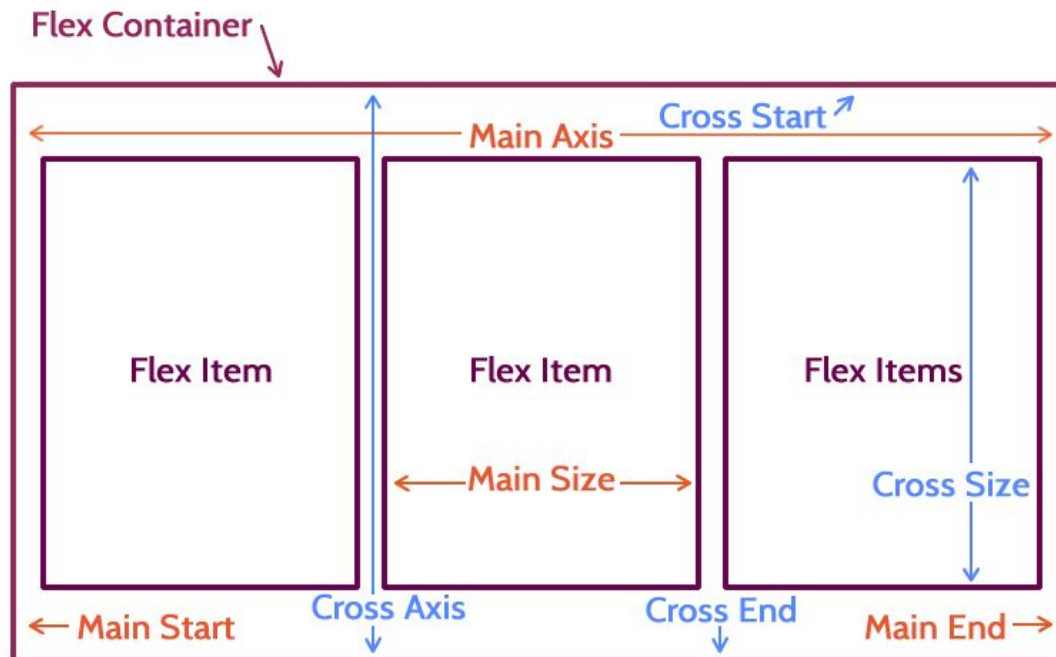 Flex Container
Cross Start
Main Axis
Flex Item
Flex Item
Flex Items
Main Size
Cross Size
Cross Axis
Cross End
Main Start
Main End